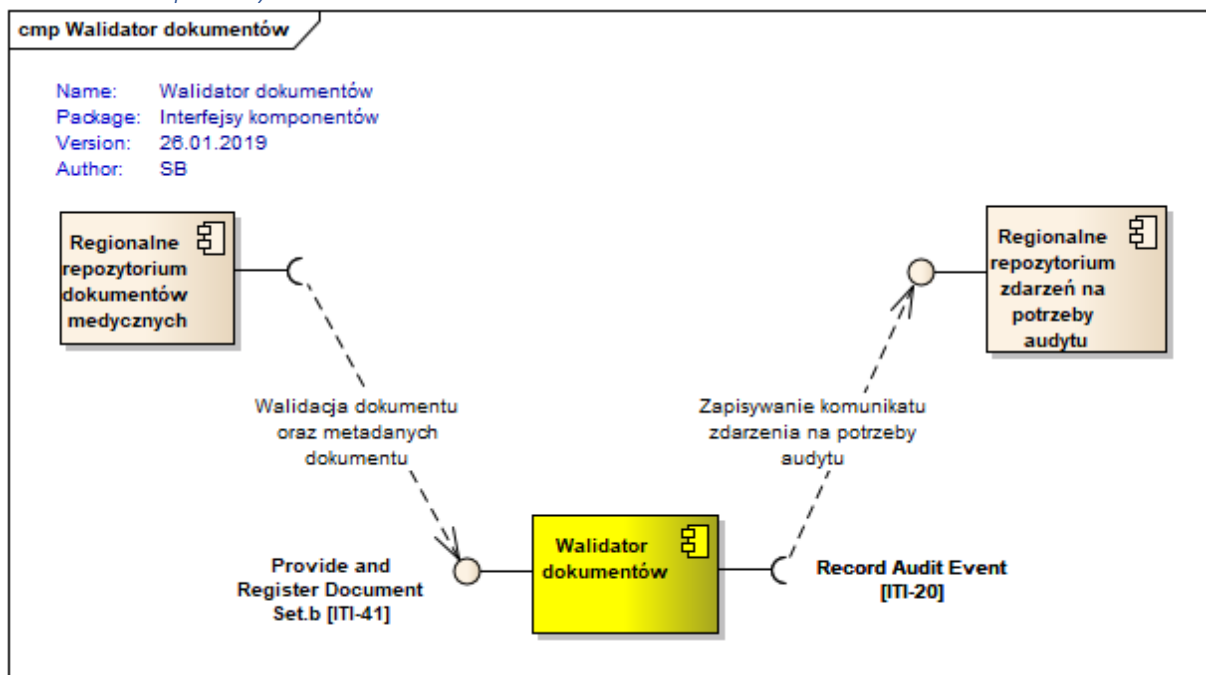 cmp Walidator dokumentów
Name: Walidator dokumentów
Package: Interfejsy komponentów
Version: 26.01.2019
Author: SB
Regionalne
repozytorium
dokumentów
medycznych
Regionalne
repozytorium
zdarzeń na
potrzeby
audytu
Walidacja dokumentu
oraz metadanych
dokumentu
Zapisywanie komunikatu
zdarzenia na potrzeby
audytu
Provide and
Register Document
Set.b [ITI-41]
Walidator
dokumentów
Record Audit Event
[ITI-20]